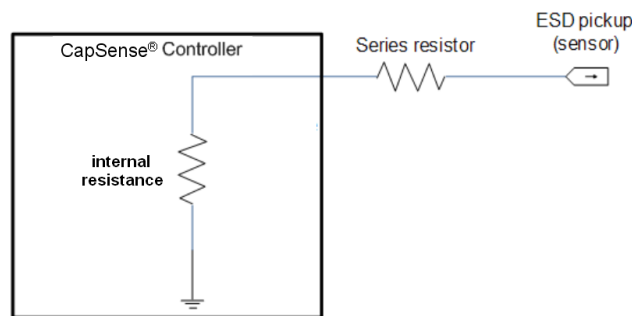 CapSense® Controller
Series resistor
ESD pickup
(sensor)
internal
resistance